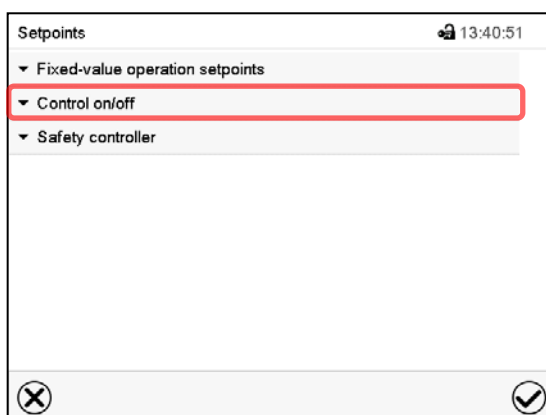 Setpoints 13:40:51
Fixed-value operation setpoints
Control on/off
Safety controller